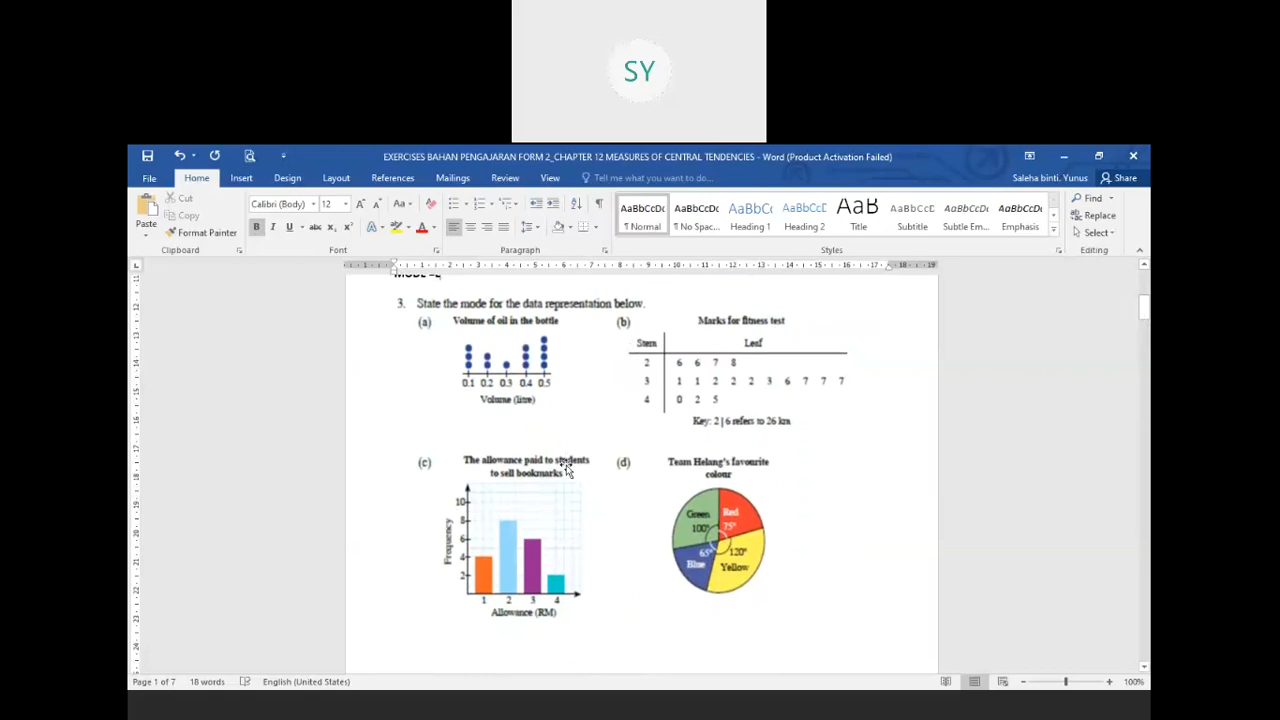 SY
EXERCISES BAHAN PENGAJARAN FORM 2_CHAPTER 12 MEASURES OF CENTRAL TENDENCIES - Word (Product Activation Failed)
File Home Insert Design Layout References Mailings Review View Tell me what you want to do... Saleha binti. Yunus Share
Paste
Cut
Copy
Format Painter
Clipboard
Calibri (Body) 12
Font
Paragraph
AaBbCcDc AaBbCcDc AaBbCc AaBbCcC AaB AaBbCcD AaBbCcDc AaBbCcDc
¶ Normal ¶ No Spac... Heading 1 Heading 2 Title Subtitle Subtle Em... Emphasis
Styles
Find
Replace
Select
Editing
3. State the mode for the data representation below.
(a) Volume of oil in the bottle
0.1 0.2 0.3 0.4 0.5
Volume (litre)
(b) Marks for fitness test
Stem Leaf
2 6 6 7 8
3 1 1 2 2 2 3 6 7 7 7
4 0 2 5
Key: 2 | 6 refers to 26 km
(c) The allowance paid to students
to sell bookmarks
Frequency
10
8
6
4
2
1 2 3 4
Allowance (RM)
(d) Team Helang's favourite
colour
Green
100°
Red
75°
65°
Blue
120°
Yellow
Page 1 of 7 18 words English (United States) 100%